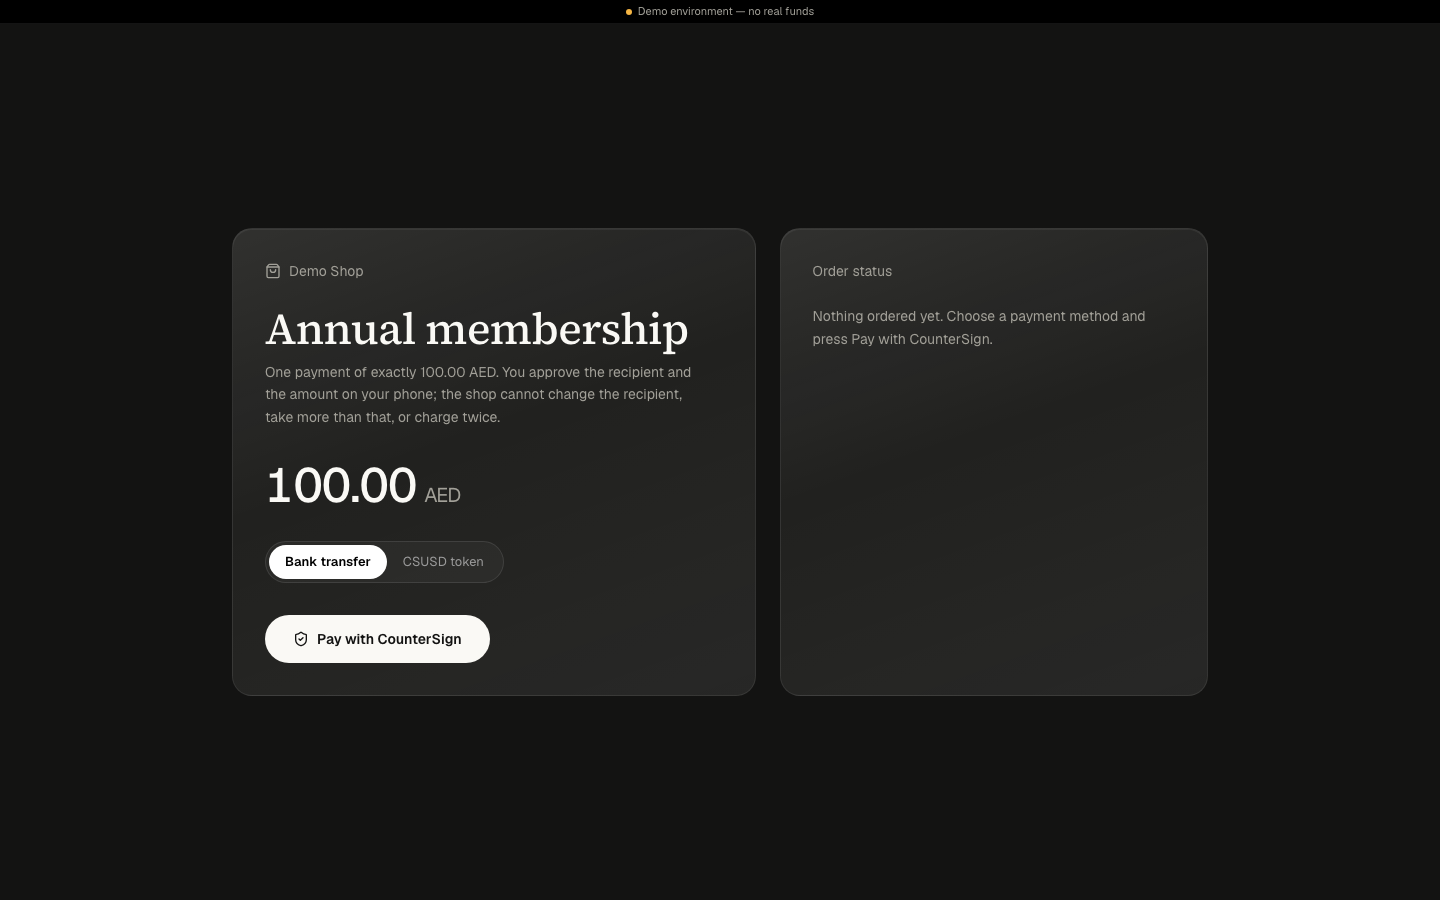 Demo environment — no real funds
Demo Shop
Annual membership
One payment of exactly 100.00 AED. You approve the recipient and
the amount on your phone; the shop cannot change the recipient,
take more than that, or charge twice.
100.00 AED
Bank transfer
CSUSD token
Pay with CounterSign
Order status
Nothing ordered yet. Choose a payment method and
press Pay with CounterSign.